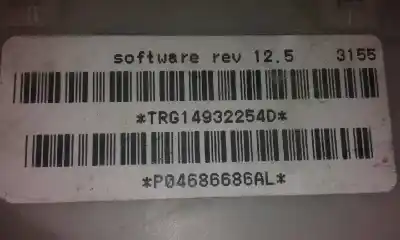 software rev 12.5 3155
*TRG14932254D*
*P04686686AL*